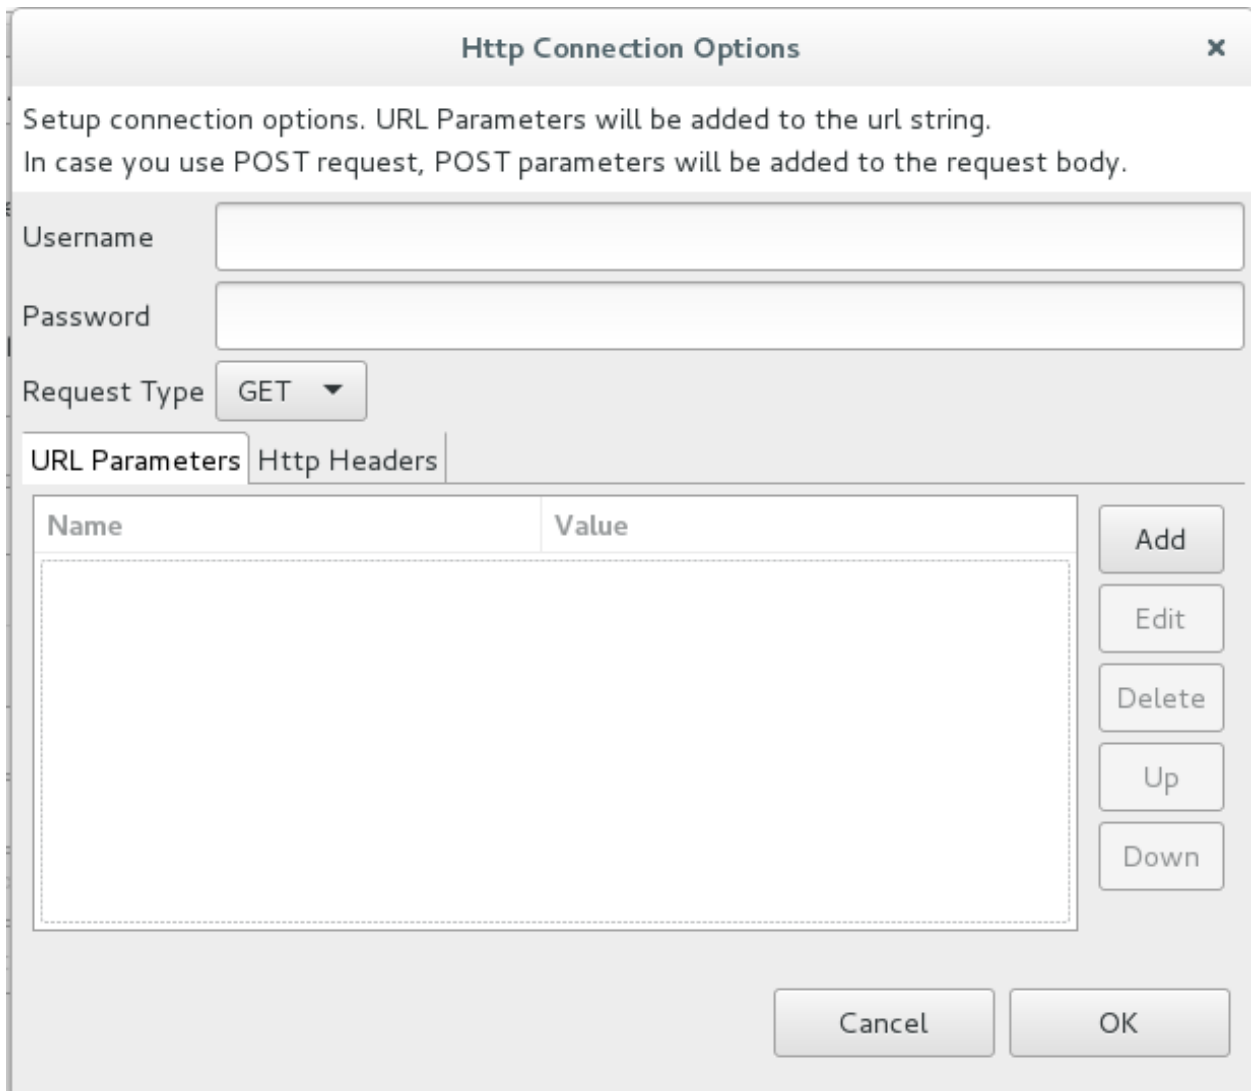 Http Connection Options
Setup connection options. URL Parameters will be added to the url string.
In case you use POST request, POST parameters will be added to the request body.
Username
Password
Request Type GET
URL Parameters Http Headers
Name Value
Add
Edit
Delete
Up
Down
Cancel OK